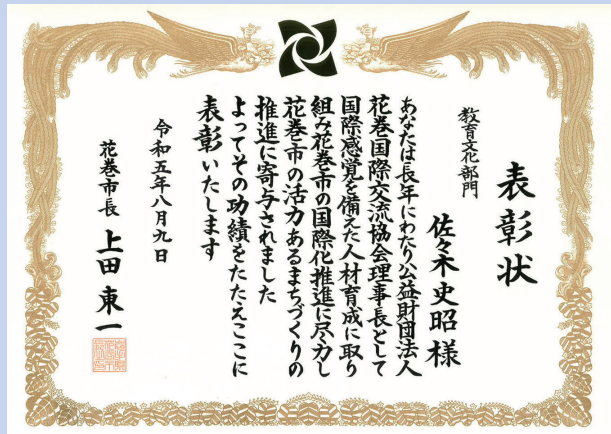 表彰状
教育文化部門
佐々木史昭様
あなたは長年にわたり公益財団法人
花巻国際交流協会理事長として
国際感覚を備えた人材育成に取り
組み花巻市の国際化推進に尽力し
花巻市の活力あるまちづくりの
推進に寄与されました
よってその功績をたたえここに
表彰いたします
令和五年八月九日
花巻市長 上田東一